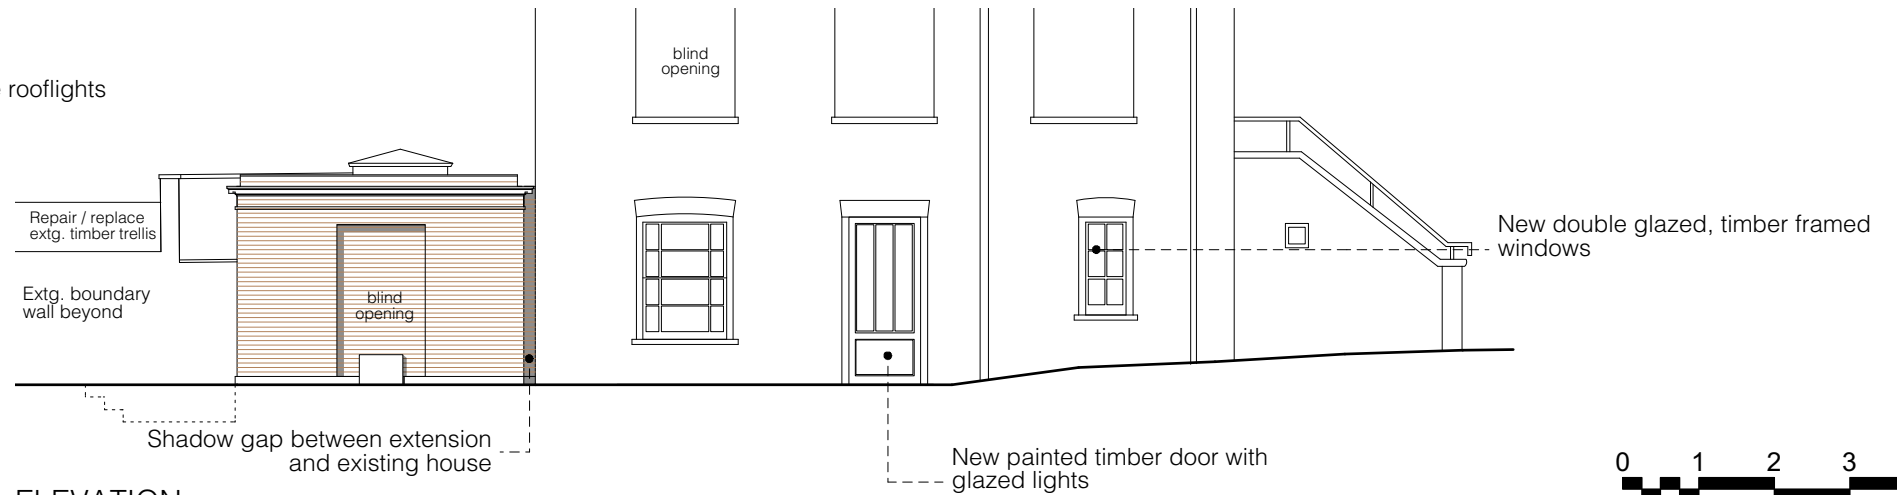 blind
opening
rooflights
Repair / replace
extg. timber trellis
New double glazed, timber framed
windows
Extg. boundary
wall beyond
blind
opening
Shadow gap between extension
and existing house
New painted timber door with
glazed lights
0 1 2 3
ELEVATION